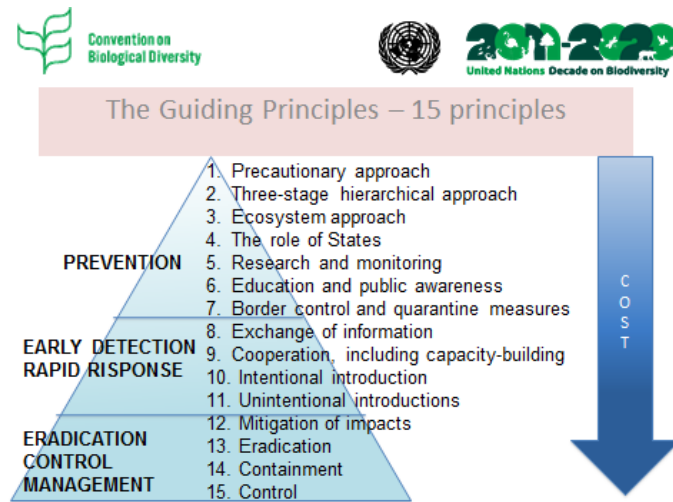 Convention on
Biological Diversity
2011-2020
United Nations Decade on Biodiversity
The Guiding Principles – 15 principles
1. Precautionary approach
2. Three-stage hierarchical approach
3. Ecosystem approach
4. The role of States
PREVENTION
5. Research and monitoring
6. Education and public awareness
7. Border control and quarantine measures
8. Exchange of information
EARLY DETECTION
RAPID RESPONSE
9. Cooperation, including capacity-building
10. Intentional introduction
11. Unintentional introductions
12. Mitigation of impacts
ERADICATION
CONTROL
MANAGEMENT
13. Eradication
14. Containment
15. Control
COST